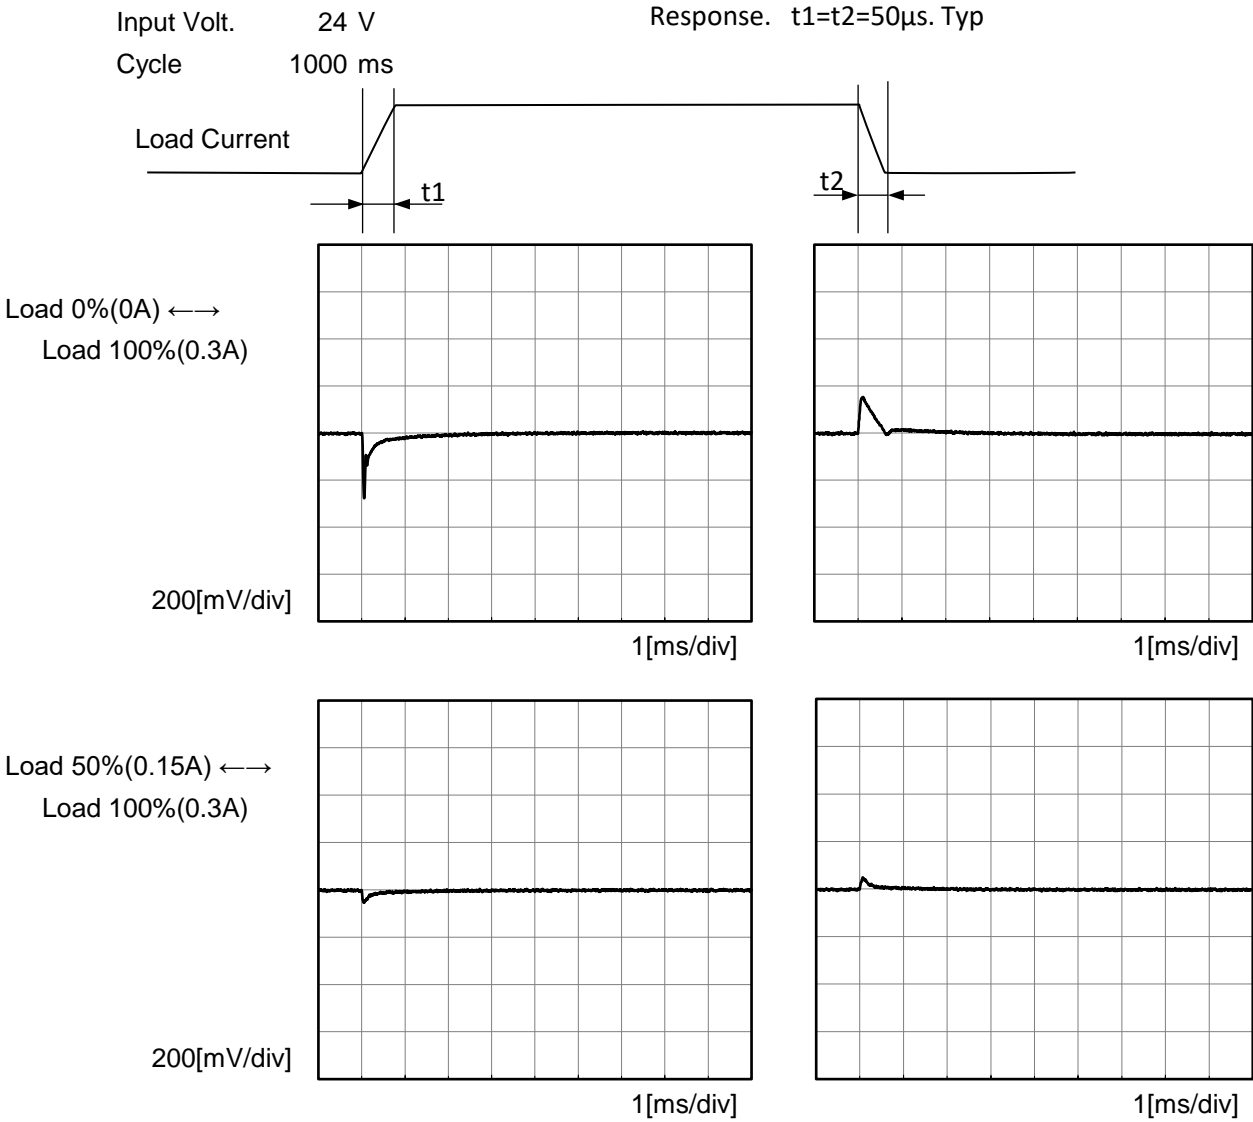 Input Volt. 24 V
Response. t1=t2=50µs. Typ
Cycle 1000 ms
Load Current
t1
t2
Load 0%(0A) ←→
Load 100%(0.3A)
200[mV/div]
1[ms/div]
1[ms/div]
Load 50%(0.15A) ←→
Load 100%(0.3A)
200[mV/div]
1[ms/div]
1[ms/div]